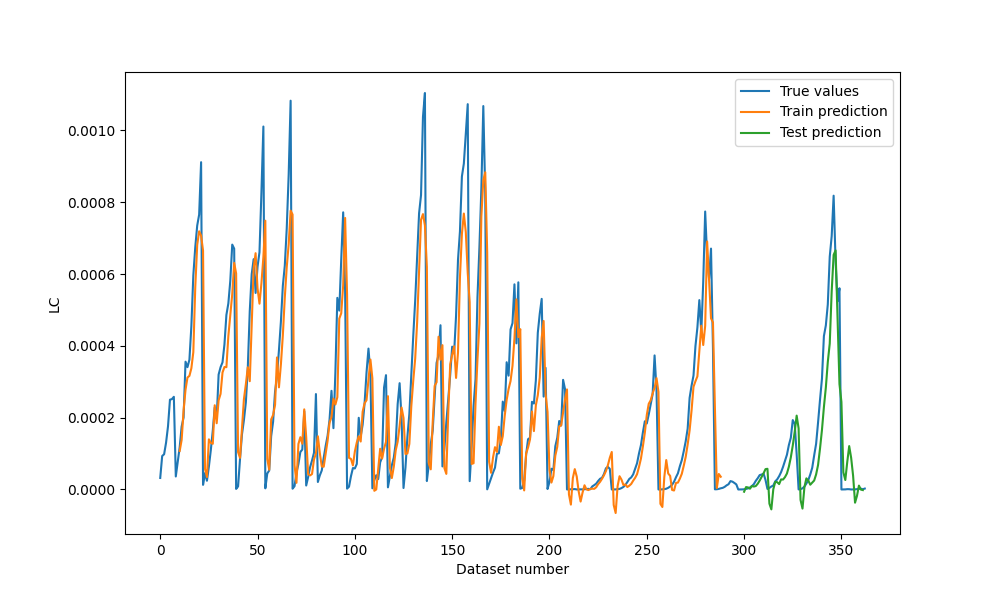 True values
Train prediction
Test prediction
LC
0.0010
0.0008
0.0006
0.0004
0.0002
0.0000
0 50 100 150 200 250 300 350
Dataset number